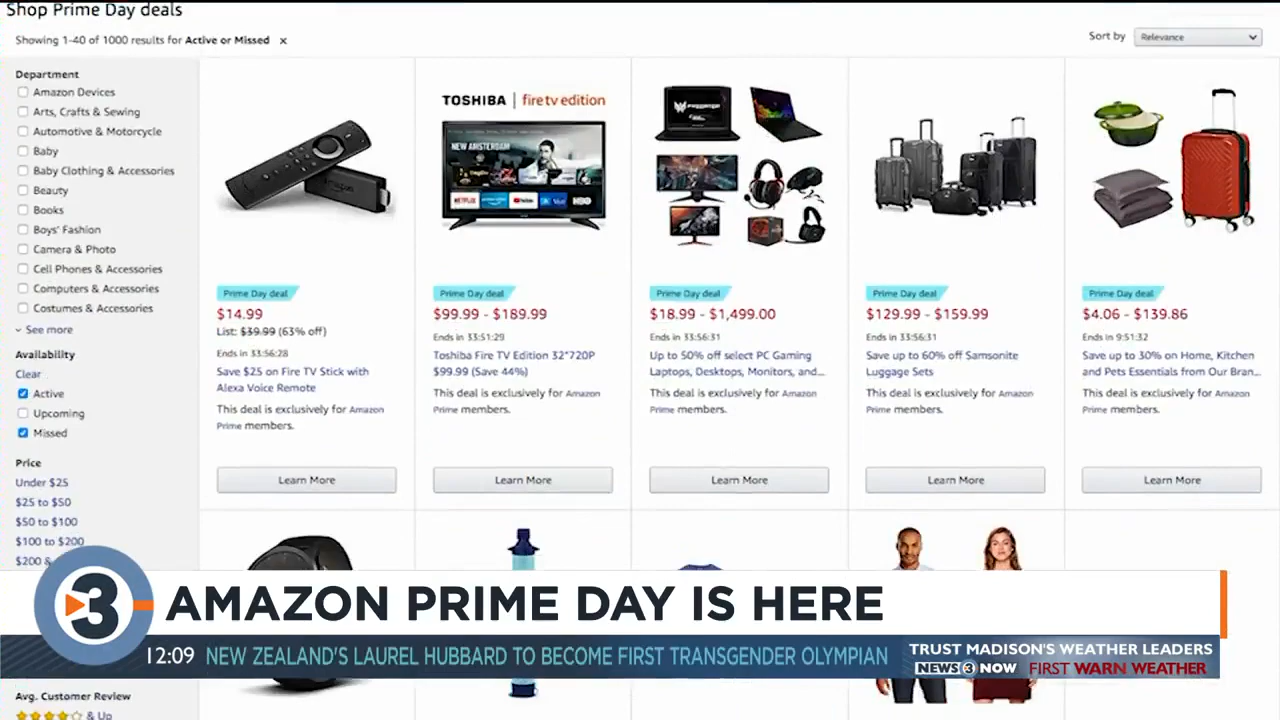 Shop Prime Day deals
Showing 1-40 of 1000 results for Active or Missed x
Sort by Relevance
Department
Amazon Devices
Arts, Crafts & Sewing
Automotive & Motorcycle
Baby
Baby Clothing & Accessories
Beauty
Books
Boys' Fashion
Camera & Photo
Cell Phones & Accessories
Computers & Accessories
Costumes & Accessories
See more
Availability
Clear
Active
Upcoming
Missed
Price
Under $25
$25 to $50
$50 to $100
$100 to $200
$200 &
Avg. Customer Review
& Up
Prime Day deal
$14.99
List: $39.99 (63% off)
Ends in 33:56:28
Save $25 on Fire TV Stick with
Alexa Voice Remote
This deal is exclusively for Amazon
Prime members.
Learn More
TOSHIBA | fire tv edition
NEW AMSTERDAM
NETFLIX
HBO
Prime Day deal
$99.99 - $189.99
Ends in 33:51:29
Toshiba Fire TV Edition 32"720P
$99.99 (Save 44%)
This deal is exclusively for Amazon
Prime members.
Learn More
PREDATOR
Prime Day deal
$18.99 - $1,499.00
Ends in 33:56:31
Up to 50% off select PC Gaming
Laptops, Desktops, Monitors, and...
This deal is exclusively for Amazon
Prime members.
Learn More
Prime Day deal
$129.99 - $159.99
Ends in 33:56:31
Save up to 60% off Samsonite
Luggage Sets
This deal is exclusively for Amazon
Prime members.
Learn More
Prime Day deal
$4.06 - $139.86
Ends in 9:51:32
Save up to 30% on Home, Kitchen
and Pets Essentials from Our Bran...
This deal is exclusively for Amazon
Prime members.
Learn More
3
AMAZON PRIME DAY IS HERE
12:09 NEW ZEALAND'S LAUREL HUBBARD TO BECOME FIRST TRANSGENDER OLYMPIAN
TRUST MADISON'S WEATHER LEADERS
NEWS 3 NOW FIRST WARN WEATHER